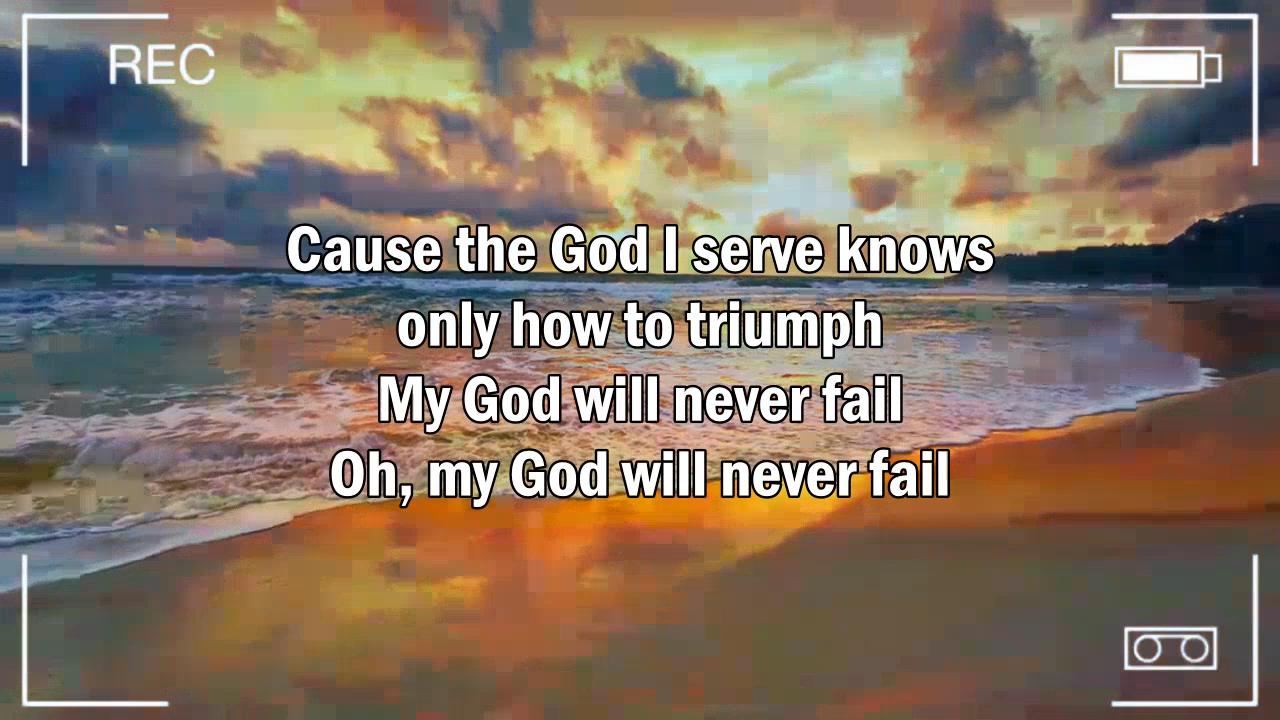 REC
Cause the God I serve knows
only how to triumph
My God will never fail
Oh, my God will never fail